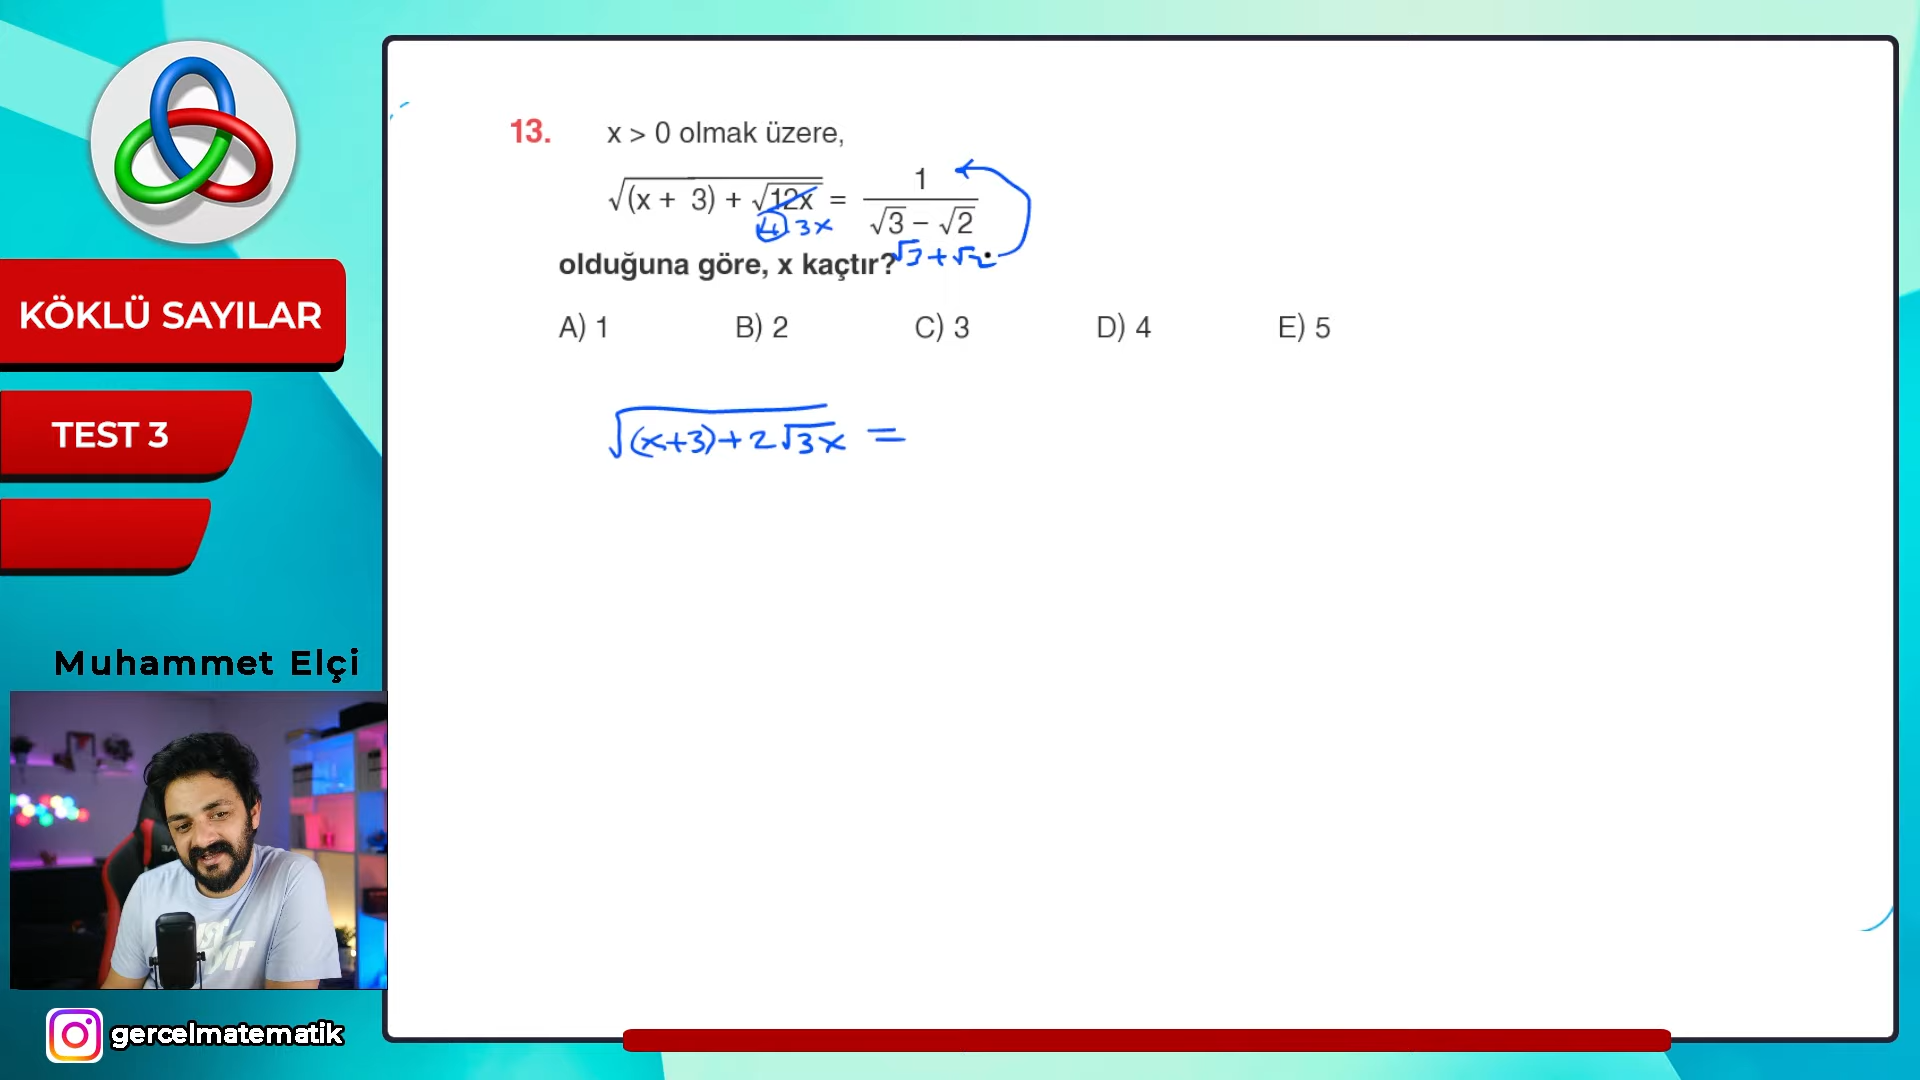 KÖKLÜ SAYILAR
TEST 3
Muhammet Elçi
gercelmatematik
13. x > 0 olmak üzere,
√((x + 3) + √12x) = 1 / (√3 − √2)
4.3x
√3+√2
olduğuna göre, x kaçtır?
A) 1 B) 2 C) 3 D) 4 E) 5
√((x+3)+2√3x) =